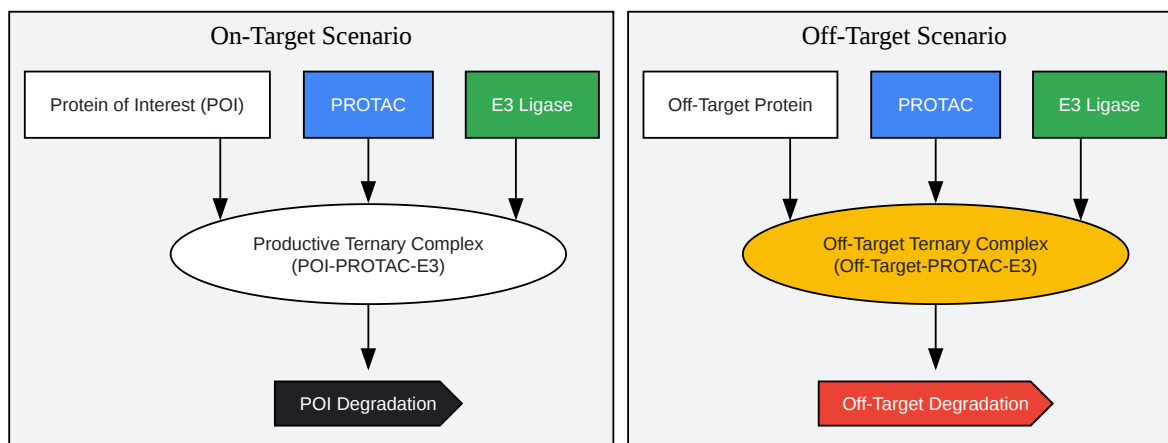 On-Target Scenario
Protein of Interest (POI)
PROTAC
E3 Ligase
Productive Ternary Complex
(POI-PROTAC-E3)
POI Degradation
Off-Target Scenario
Off-Target Protein
PROTAC
E3 Ligase
Off-Target Ternary Complex
(Off-Target-PROTAC-E3)
Off-Target Degradation